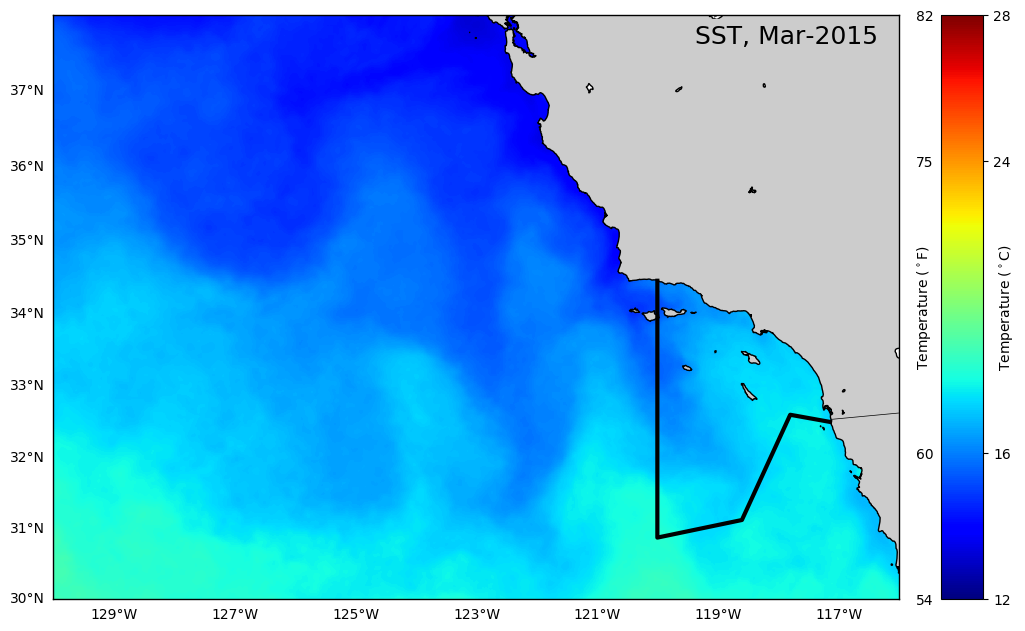 SST, Mar-2015
37°N
36°N
35°N
34°N
33°N
32°N
31°N
30°N
129°W
127°W
125°W
123°W
121°W
119°W
117°W
82
75
60
54
Temperature (°F)
28
24
16
12
Temperature (°C)